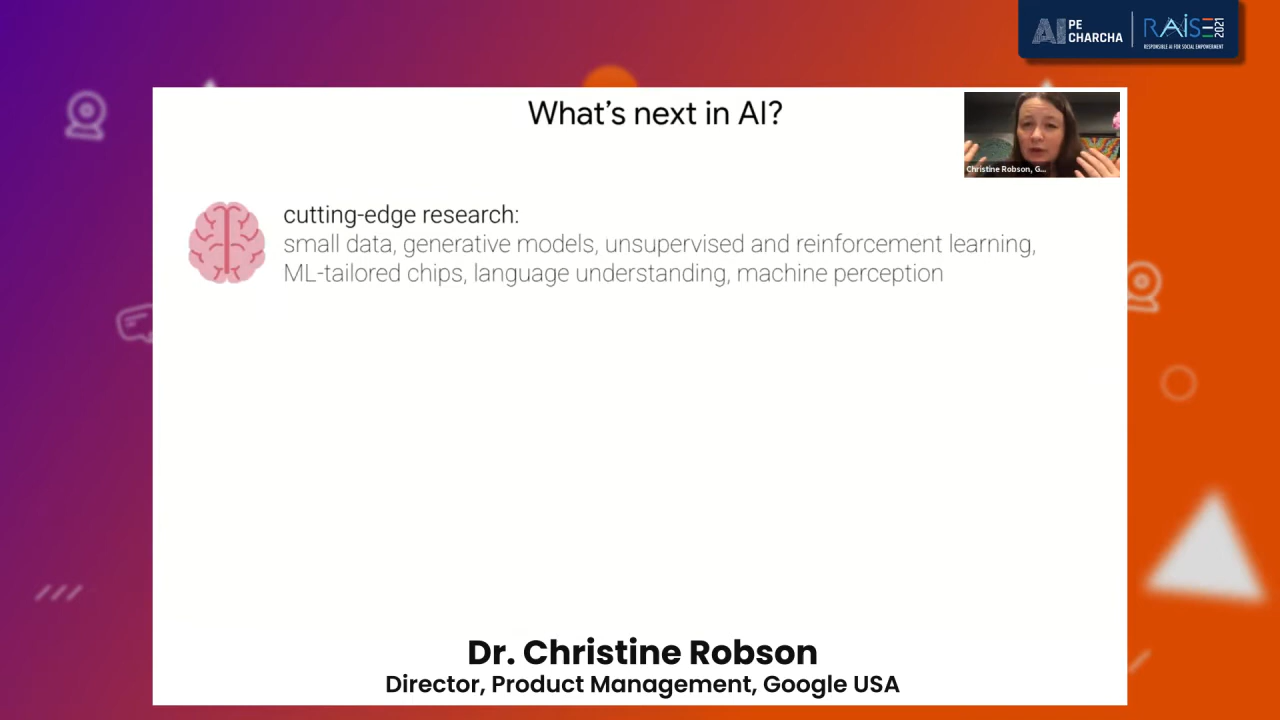 AI PE CHARCHA
RAISE 2021
RESPONSIBLE AI FOR SOCIAL EMPOWERMENT
What's next in AI?
Christine Robson, G...
cutting-edge research:
small data, generative models, unsupervised and reinforcement learning,
ML-tailored chips, language understanding, machine perception
Dr. Christine Robson
Director, Product Management, Google USA